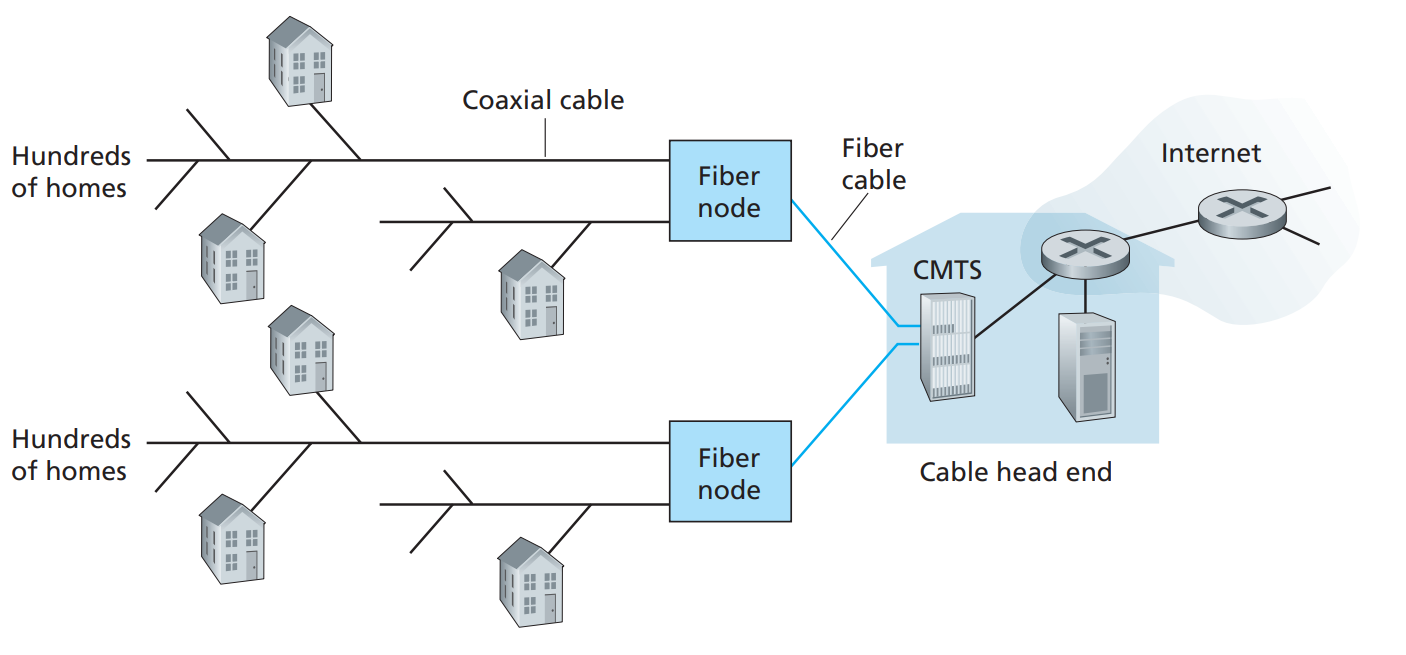 Coaxial cable
Hundreds
of homes
Fiber
node
Fiber
cable
Internet
CMTS
Hundreds
of homes
Fiber
node
Cable head end